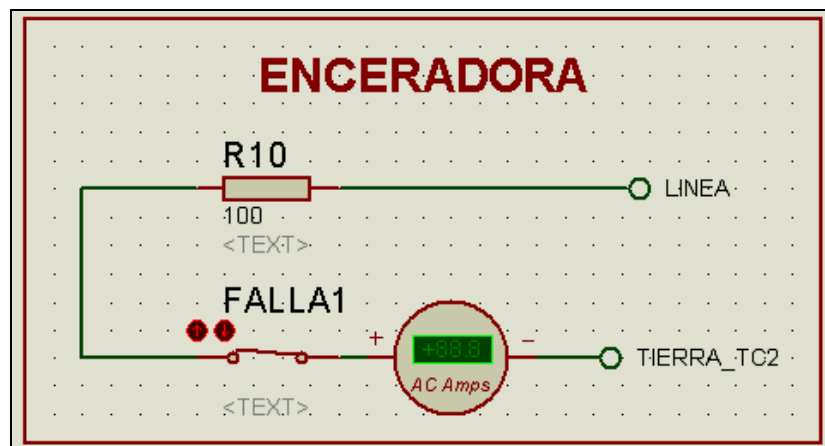 ENCERADORA
R10
LINEA
100
<TEXT>
FALLA1
+ +88.8 −
AC Amps
TIERRA_TC2
<TEXT>